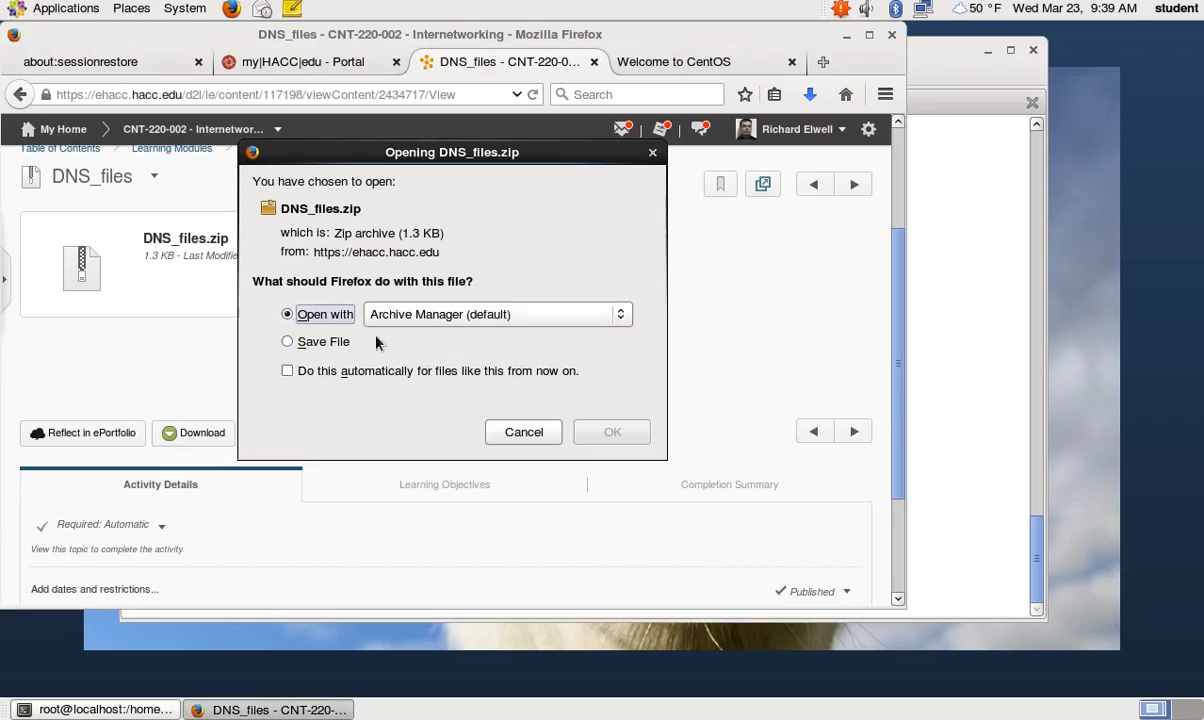 Applications Places System 50 °F Wed Mar 23, 9:39 AM student
DNS_files - CNT-220-002 - Internetworking - Mozilla Firefox
about:sessionrestore my|HACC|edu - Portal DNS_files - CNT-220-0... Welcome to CentOS
https://ehacc.hacc.edu/d2l/le/content/117198/viewContent/2434717/View Search
My Home CNT-220-002 - Internetwor... Richard Elwell
Table of Contents Learning Modules
DNS_files
DNS_files.zip
1.3 KB - Last Modifie
Opening DNS_files.zip
You have chosen to open:
DNS_files.zip
which is: Zip archive (1.3 KB)
from: https://ehacc.hacc.edu
What should Firefox do with this file?
Open with Archive Manager (default)
Save File
Do this automatically for files like this from now on.
Cancel OK
Reflect in ePortfolio Download
Activity Details Learning Objectives Completion Summary
Required: Automatic
View this topic to complete the activity
Add dates and restrictions... Published
root@localhost:/home... DNS_files - CNT-220-...